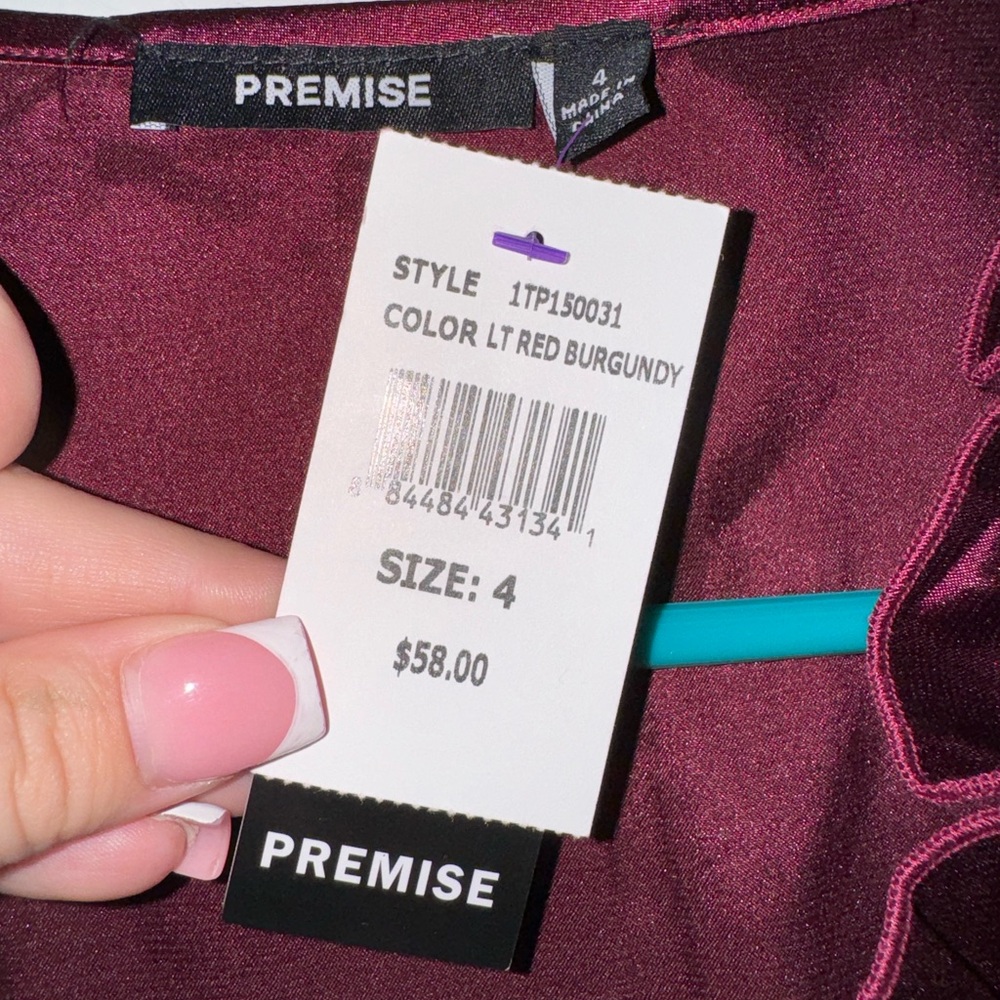 PREMISE
4
MADE IN
CHINA
STYLE 1TP150031
COLOR LT RED BURGUNDY
8 84484 43134 1
SIZE: 4
$58.00
PREMISE